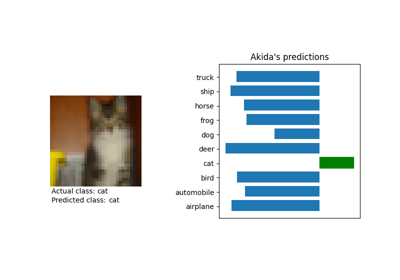 Akida's predictions
truck
ship
horse
frog
dog
deer
cat
bird
automobile
airplane
Actual class: cat
Predicted class: cat